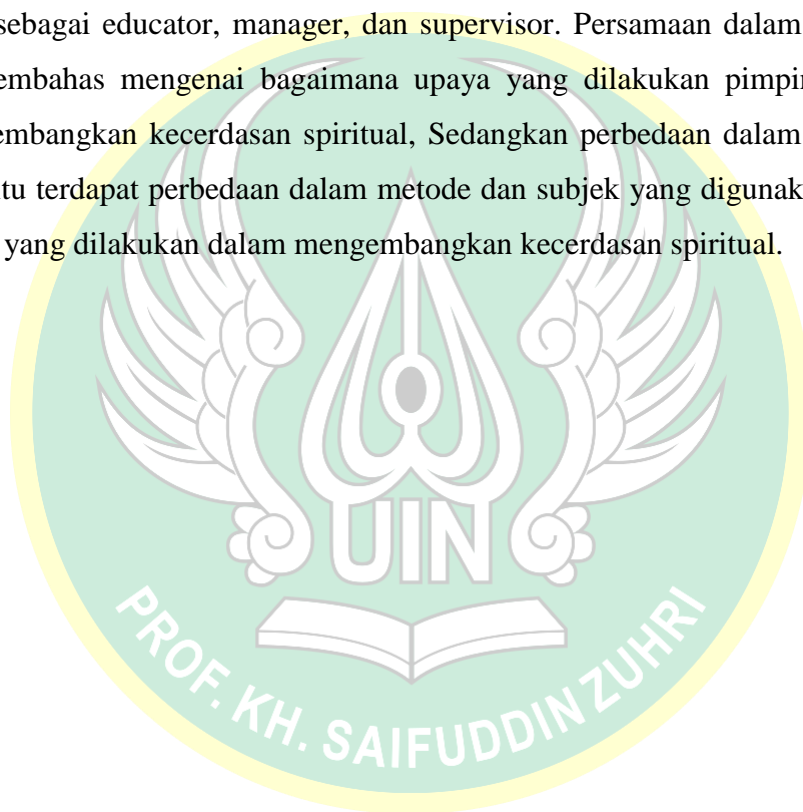 sebagai educator, manager, dan supervisor. Persamaan dalam
embahas mengenai bagaimana upaya yang dilakukan pimpi
embangkan kecerdasan spiritual, Sedangkan perbedaan dalam
tu terdapat perbedaan dalam metode dan subjek yang digunak
yang dilakukan dalam mengembangkan kecerdasan spiritual.
UIN
PROF. KH. SAIFUDDIN ZUHRI